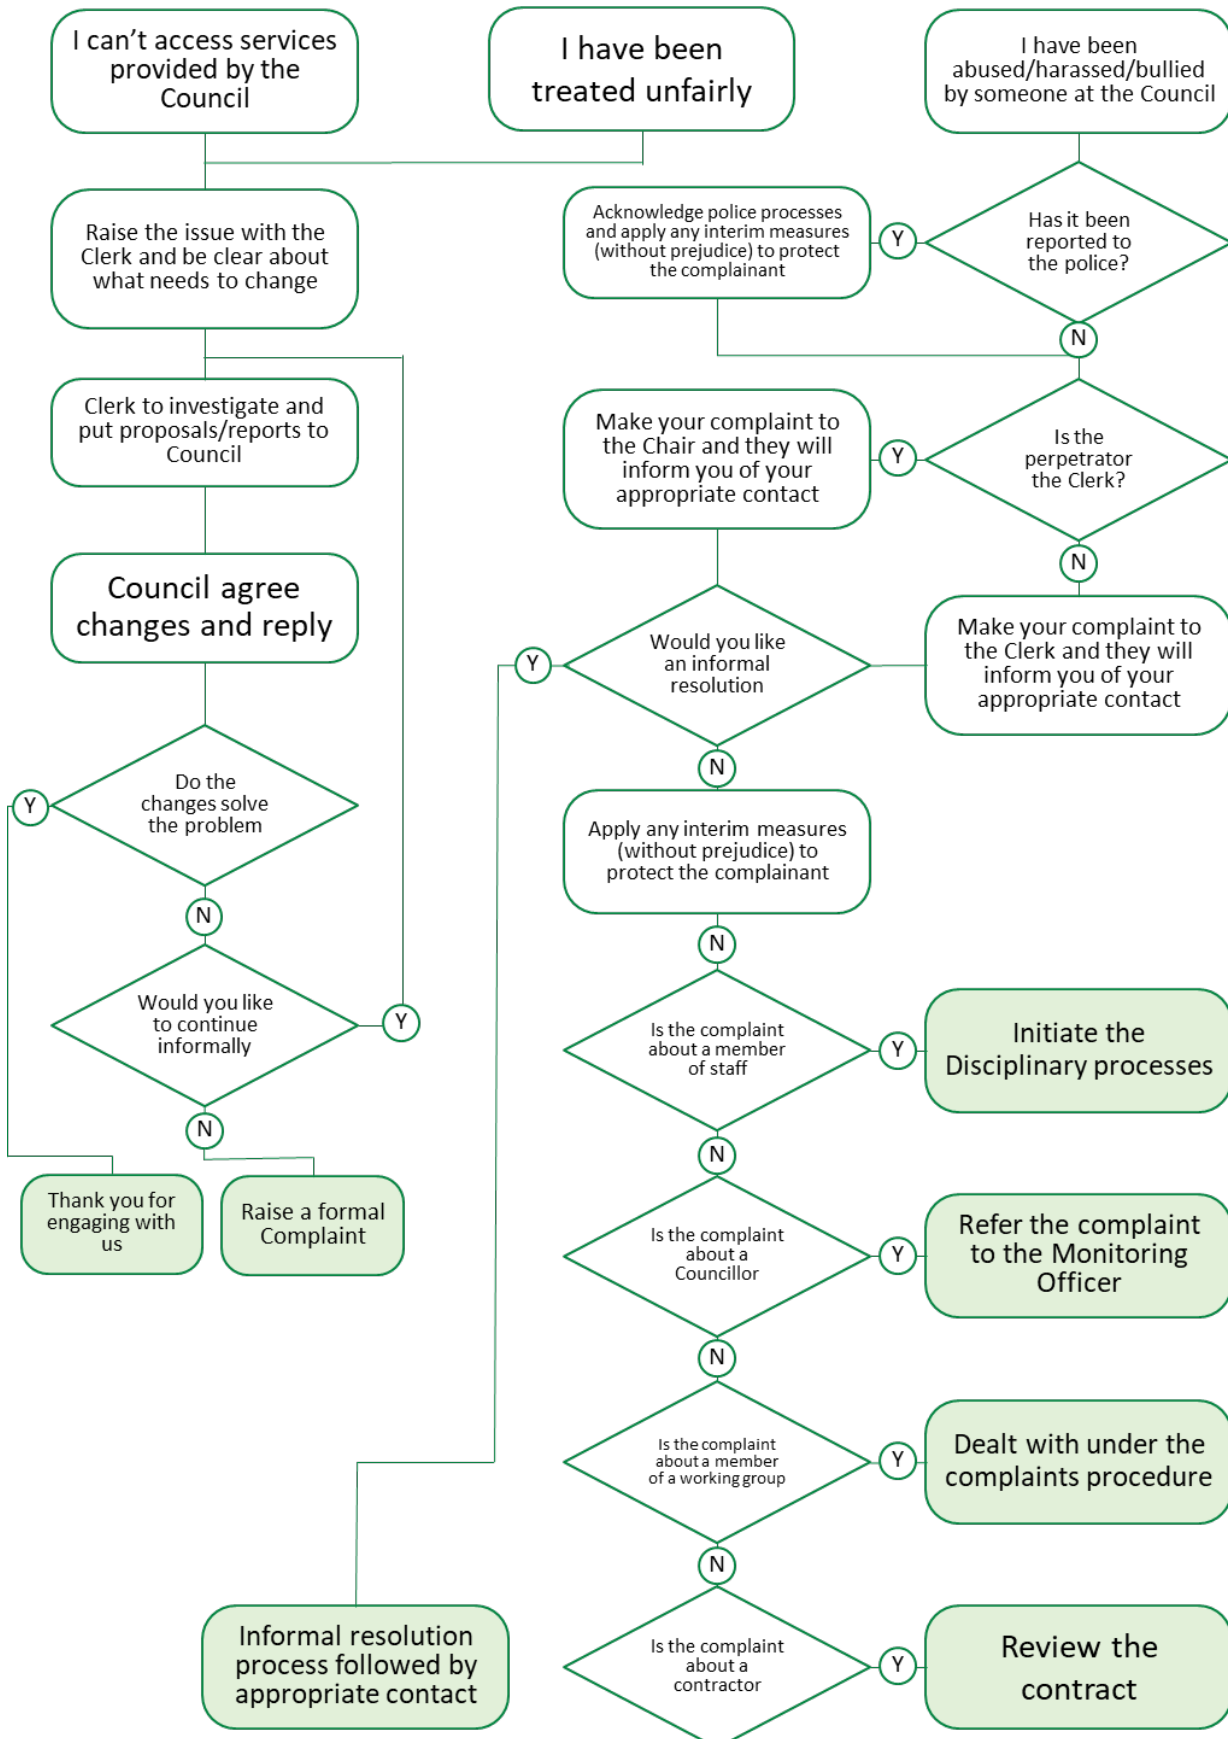 I can’t access services
provided by the
Council
I have been
treated unfairly
I have been
abused/harassed/bullied
by someone at the Council
Raise the issue with the
Clerk and be clear about
what needs to change
Acknowledge police processes
and apply any interim measures
(without prejudice) to protect
the complainant
Y
Has it been
reported to
the police?
N
Clerk to investigate and
put proposals/reports to
Council
Make your complaint to
the Chair and they will
inform you of your
appropriate contact
Y
Is the
perpetrator
the Clerk?
N
Council agree
changes and reply
Y
Would you like
an informal
resolution
Make your complaint to
the Clerk and they will
inform you of your
appropriate contact
N
Y
Do the
changes solve
the problem
N
Apply any interim measures
(without prejudice) to
protect the complainant
N
Would you like
to continue
informally
Y
N
Is the complaint
about a member
of staff
Y
Initiate the
Disciplinary processes
N
Thank you for
engaging with
us
Raise a formal
Complaint
Is the complaint
about a
Councillor
Y
Refer the complaint
to the Monitoring
Officer
N
Is the complaint
about a member
of a working group
Y
Dealt with under the
complaints procedure
N
Informal resolution
process followed by
appropriate contact
Is the complaint
about a
contractor
Y
Review the
contract